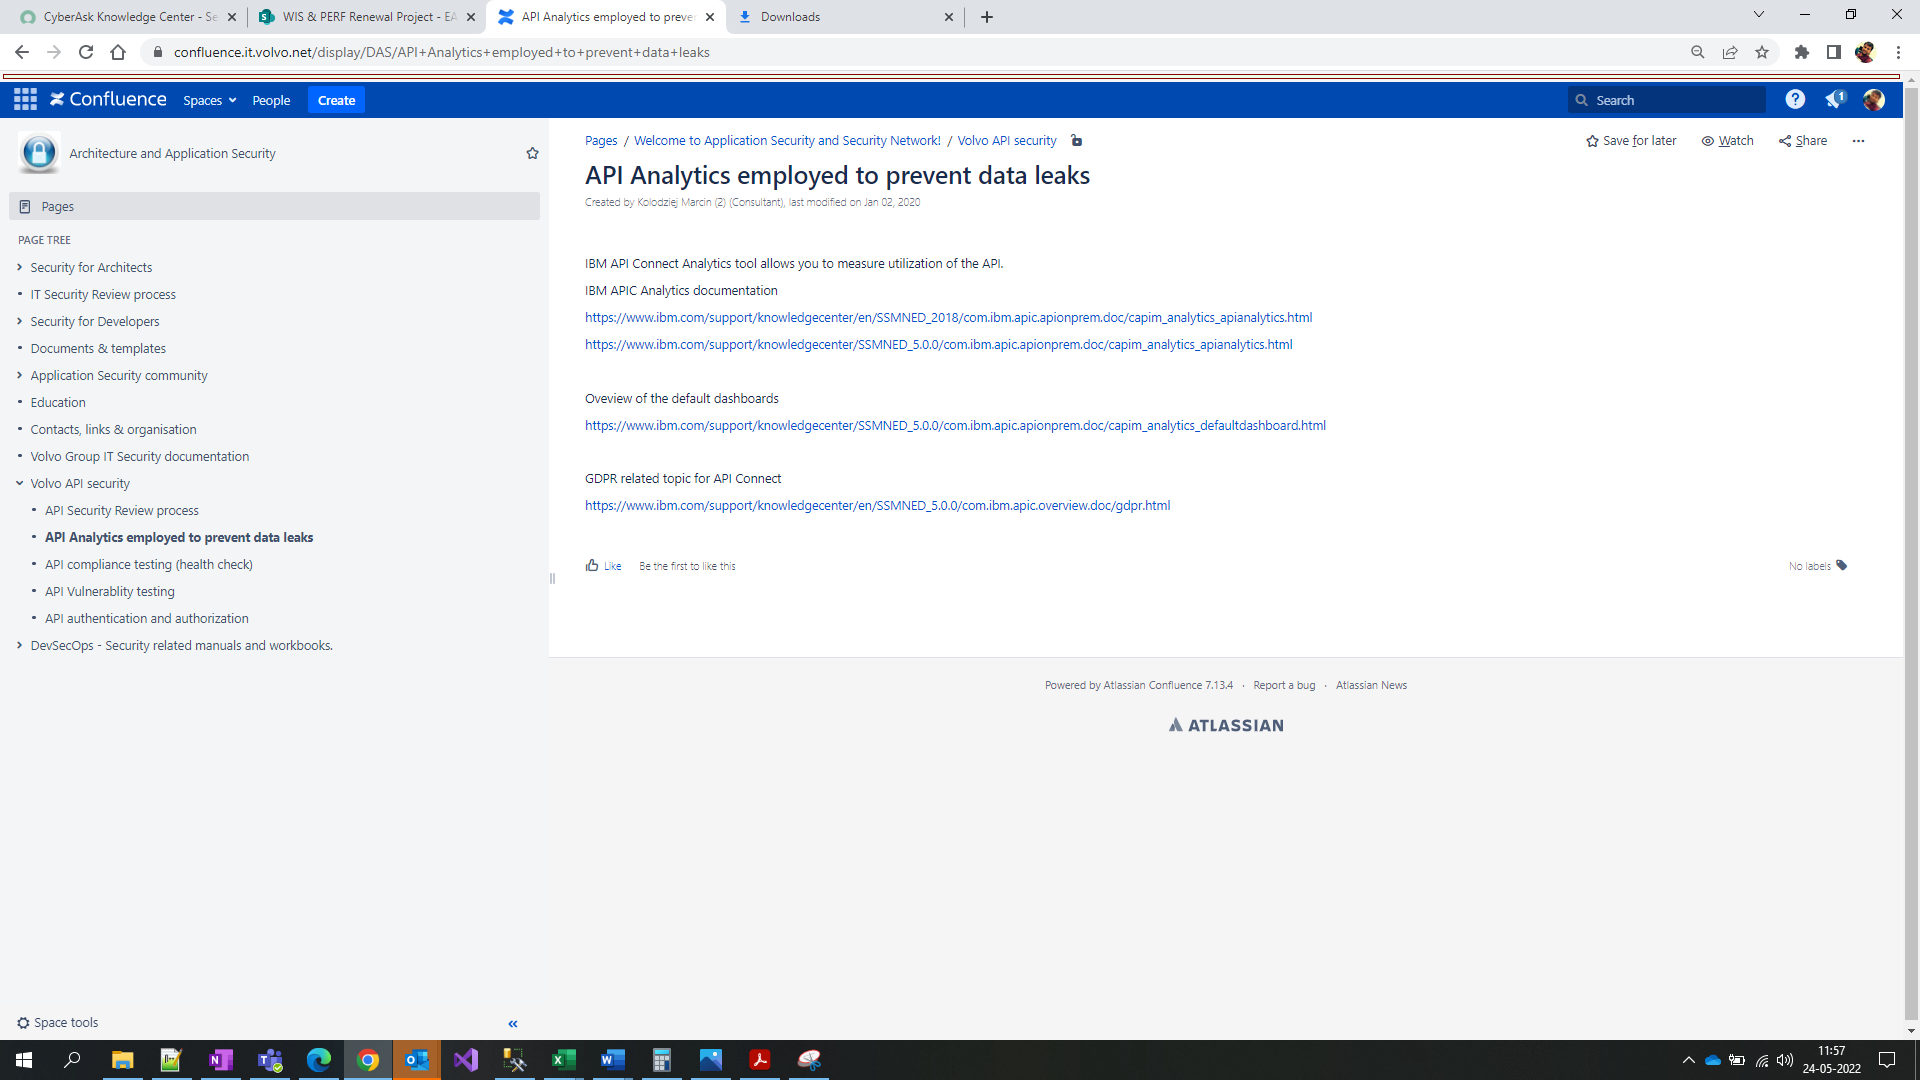 CyberAsk Knowledge Center - Se
WIS & PERF Renewal Project - EA
API Analytics employed to preve
Downloads
confluence.it.volvo.net/display/DAS/API+Analytics+employed+to+prevent+data+leaks
Confluence
Spaces
People
Create
Search
1
Architecture and Application Security
Pages
PAGE TREE
Security for Architects
IT Security Review process
Security for Developers
Documents & templates
Application Security community
Education
Contacts, links & organisation
Volvo Group IT Security documentation
Volvo API security
API Security Review process
API Analytics employed to prevent data leaks
API compliance testing (health check)
API Vulnerablity testing
API authentication and authorization
DevSecOps - Security related manuals and workbooks.
Space tools
Pages / Welcome to Application Security and Security Network! / Volvo API security
Save for later
Watch
Share
API Analytics employed to prevent data leaks
Created by Kolodziej Marcin (2) (Consultant), last modified on Jan 02, 2020
IBM API Connect Analytics tool allows you to measure utilization of the API.
IBM APIC Analytics documentation
https://www.ibm.com/support/knowledgecenter/en/SSMNED_2018/com.ibm.apic.apionprem.doc/capim_analytics_apianalytics.html
https://www.ibm.com/support/knowledgecenter/SSMNED_5.0.0/com.ibm.apic.apionprem.doc/capim_analytics_apianalytics.html
Oveview of the default dashboards
https://www.ibm.com/support/knowledgecenter/SSMNED_5.0.0/com.ibm.apic.apionprem.doc/capim_analytics_defaultdashboard.html
GDPR related topic for API Connect
https://www.ibm.com/support/knowledgecenter/en/SSMNED_5.0.0/com.ibm.apic.overview.doc/gdpr.html
Like
Be the first to like this
No labels
Powered by Atlassian Confluence 7.13.4 · Report a bug · Atlassian News
ATLASSIAN
11:57
24-05-2022